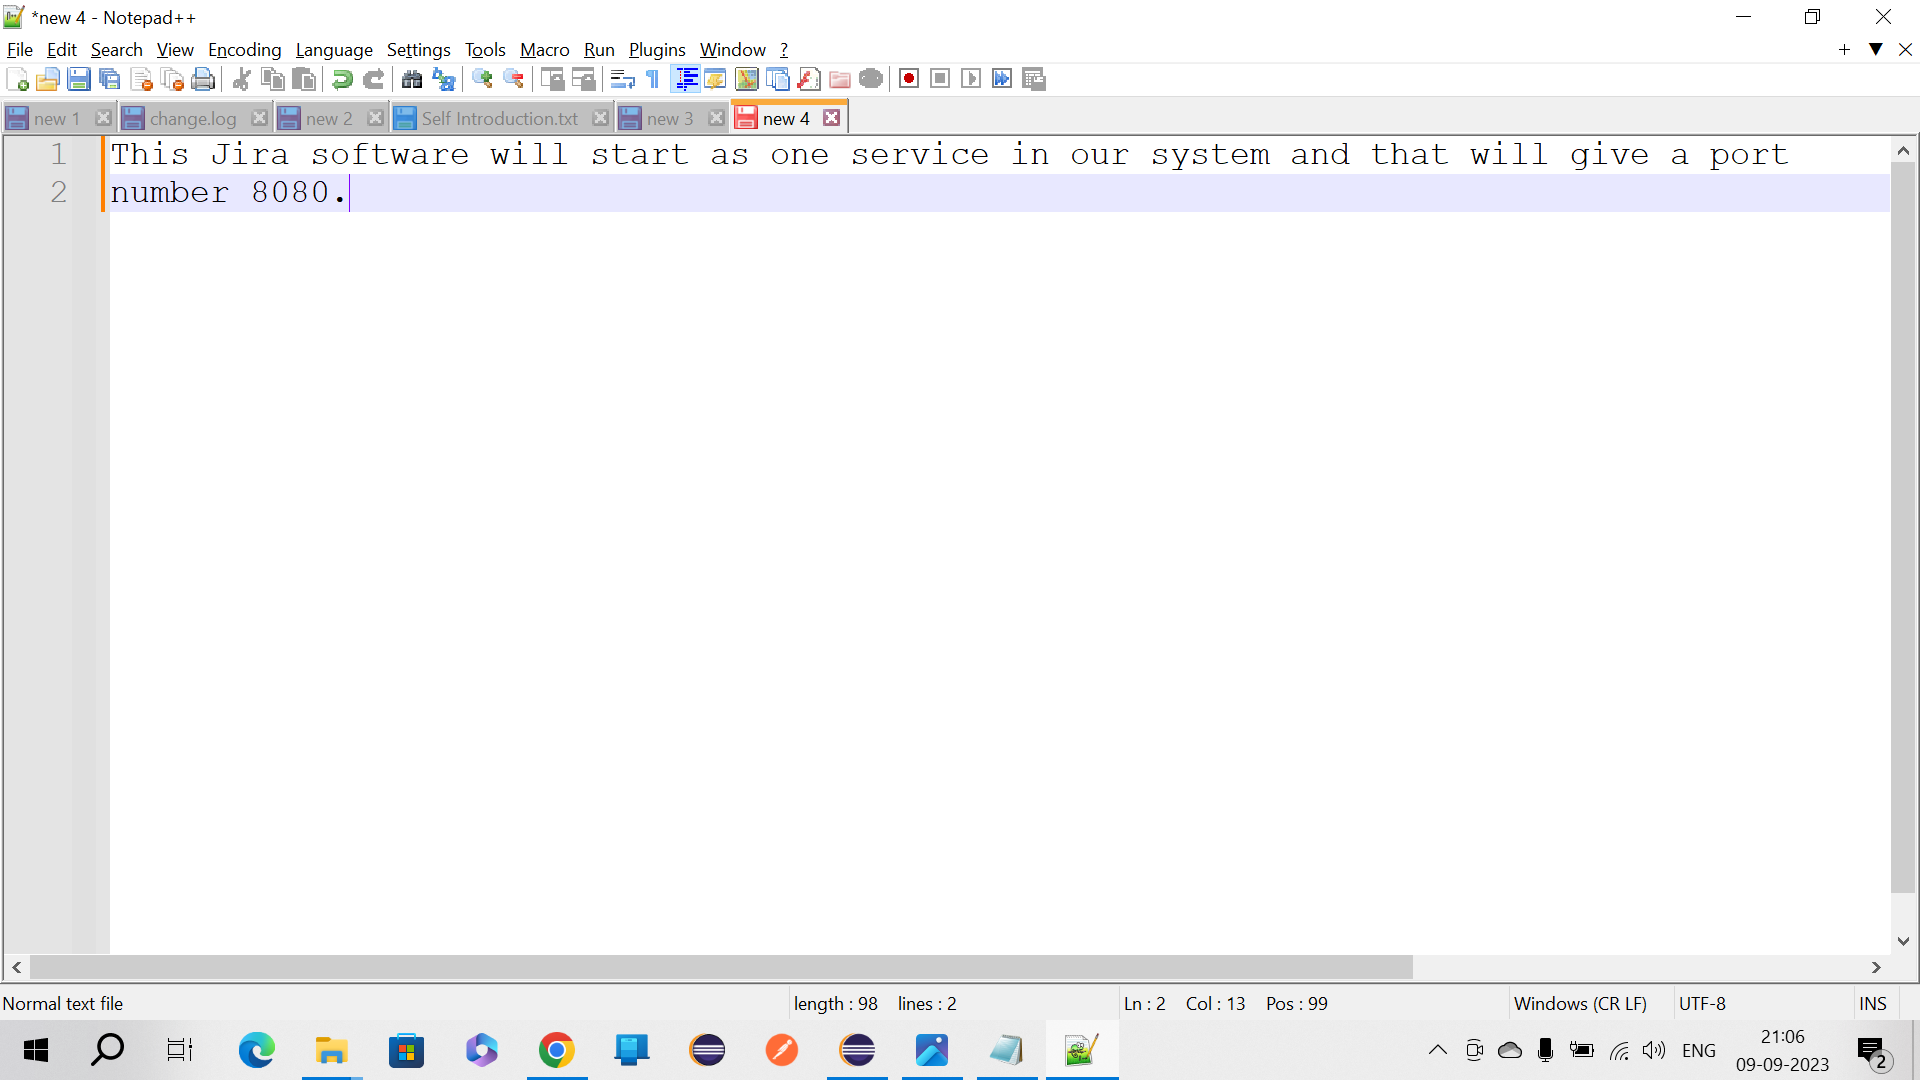 *new 4 - Notepad++
File Edit Search View Encoding Language Settings Tools Macro Run Plugins Window ?
new 1 change.log new 2 Self Introduction.txt new 3 new 4
1 This Jira software will start as one service in our system and that will give a port
2 number 8080.
Normal text file length : 98 lines : 2 Ln : 2 Col : 13 Pos : 99 Windows (CR LF) UTF-8 INS
ENG
21:06
09-09-2023
2